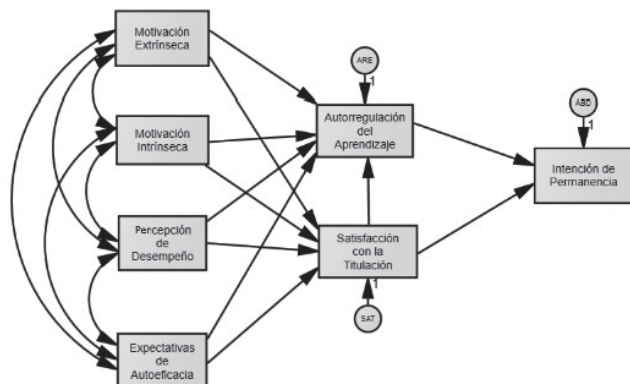 Motivación
Extrínseca
ARE
1
ABD
1
Motivación
Intrínseca
Autorregulación
del
Aprendizaje
Intención de
Permanencia
Percepción
de
Desempeño
Satisfacción
con la
Titulación
1
SAT
Expectativas
de
Autoeficacia